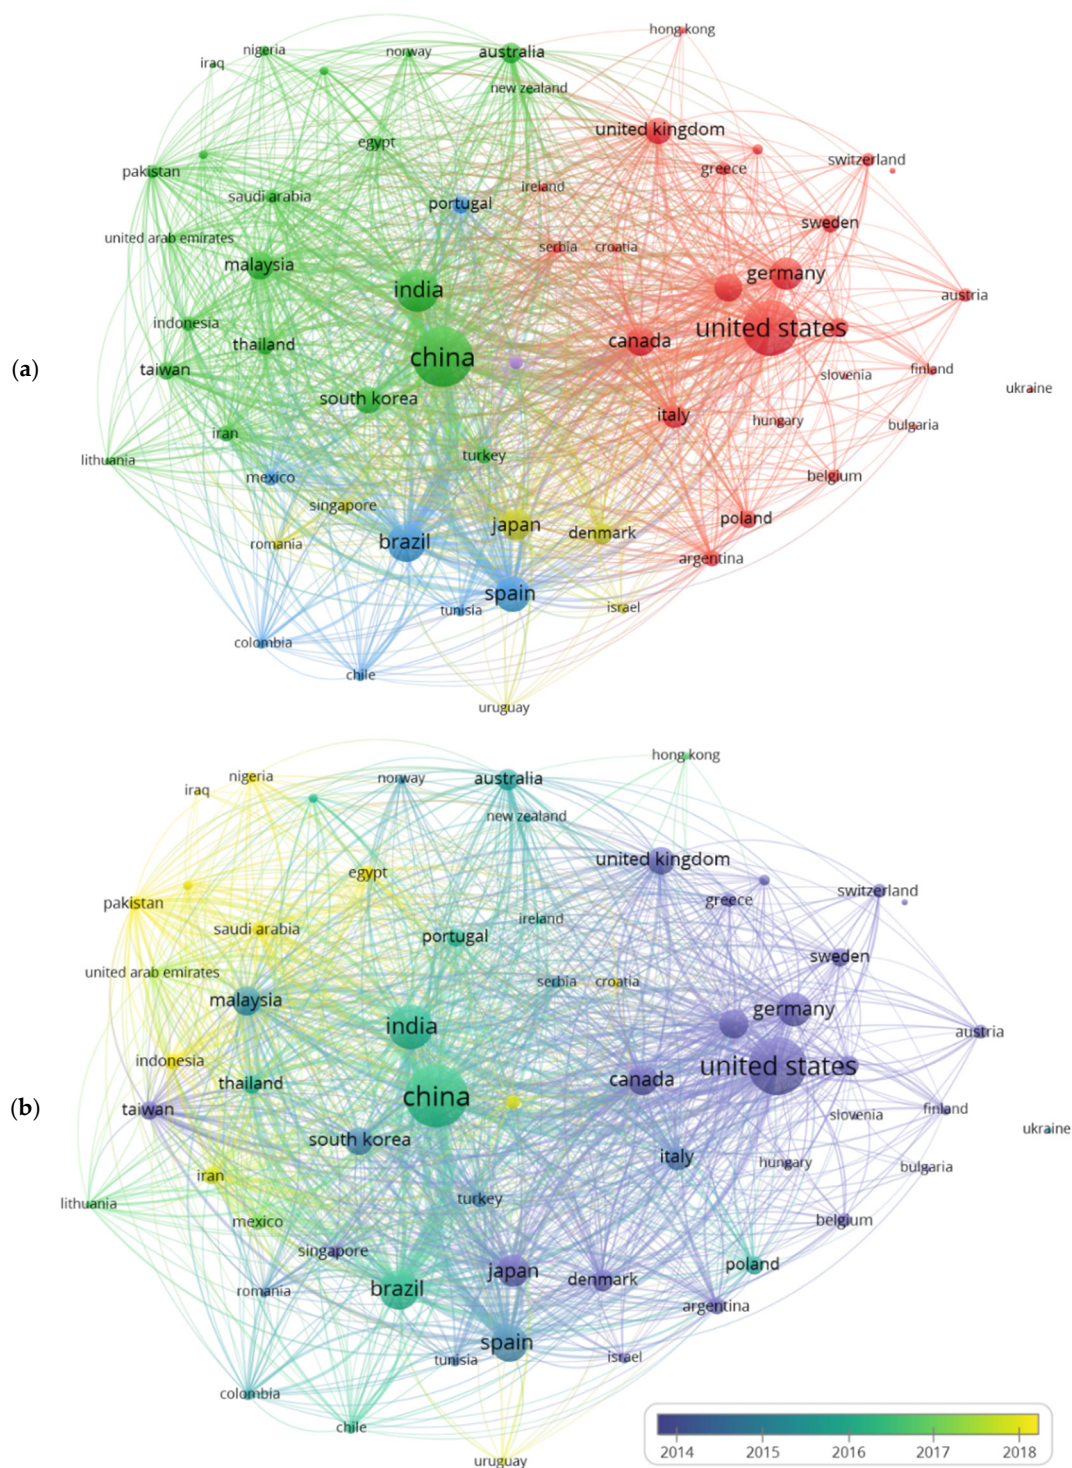 hong kong
nigeria
norway
australia
iraq
new zealand
united kingdom
egypt
switzerland
pakistan
greece
saudi arabia
ireland
portugal
sweden
united arab emirates
serbia
croatia
malaysia
germany
india
austria
indonesia
united states
thailand
canada
china
(a)
taiwan
slovenia
finland
ukraine
south korea
italy
hungary
bulgaria
iran
turkey
lithuania
mexico
belgium
singapore
poland
japan
denmark
brazil
romania
argentina
spain
israel
tunisia
colombia
chile
uruguay
hong kong
nigeria
norway
australia
iraq
new zealand
united kingdom
egypt
switzerland
greece
pakistan
ireland
saudi arabia
portugal
sweden
united arab emirates
serbia
croatia
malaysia
germany
india
austria
indonesia
united states
thailand
canada
china
(b)
taiwan
finland
slovenia
ukraine
south korea
italy
hungary
bulgaria
iran
turkey
lithuania
mexico
belgium
singapore
poland
japan
denmark
brazil
romania
argentina
spain
israel
tunisia
colombia
chile
uruguay
2014 2015 2016 2017 2018